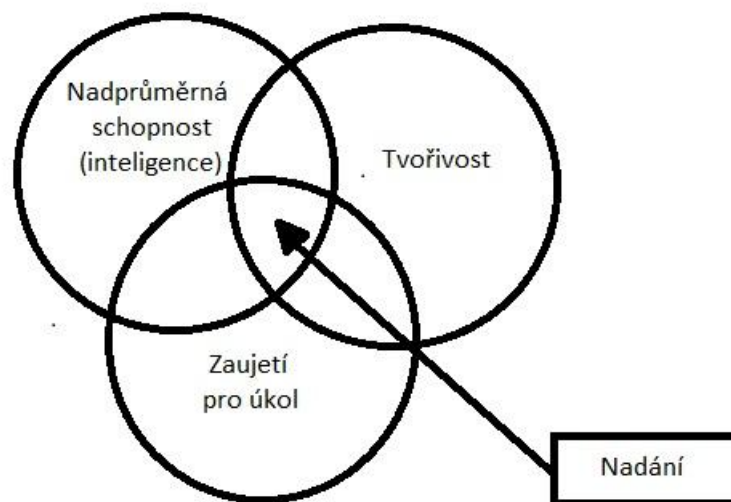 Nadprůměrná
schopnost
(inteligence)
Tvořivost
Zaujetí
pro úkol
Nadání